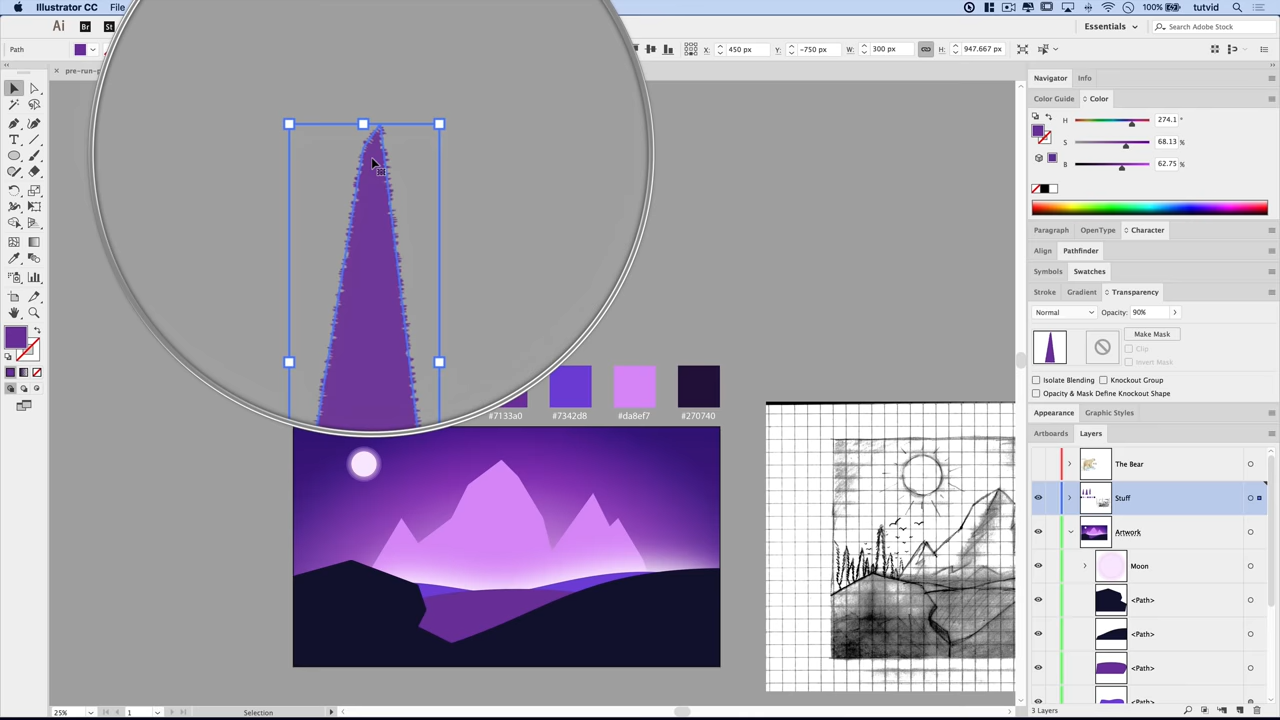 Illustrator CC
File
100%
tutvid
Ai
Br
St
Essentials
Search Adobe Stock
Path
X: 450 px
Y: -750 px
W: 300 px
H: 947.667 px
Navigator
Info
Color Guide
Color
H
274.1 °
S
68.13 %
B
62.75 %
Paragraph
OpenType
Character
Align
Pathfinder
Symbols
Swatches
Stroke
Gradient
Transparency
Normal
Opacity: 90%
Make Mask
Clip
Invert Mask
Isolate Blending
Knockout Group
Opacity & Mask Define Knockout Shape
Appearance
Graphic Styles
Artboards
Layers
The Bear
Stuff
Artwork
Moon
<Path>
<Path>
<Path>
<Path>
3 Layers
#7133a0
#7342d8
#da8ef7
#270740
25%
1
Selection